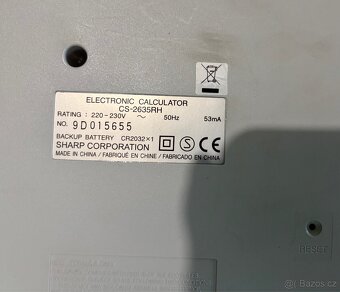 ELECTRONIC CALCULATOR
CS-2635RH
RATING : 220-230V ~ 50Hz 53mA
NO. 9D015655
BACKUP BATTERY CR2032×1
SHARP CORPORATION
MADE IN CHINA / FABRIQUÉ EN CHINE / FABRICADO EN CHINA
RESET
Bazoš.cz